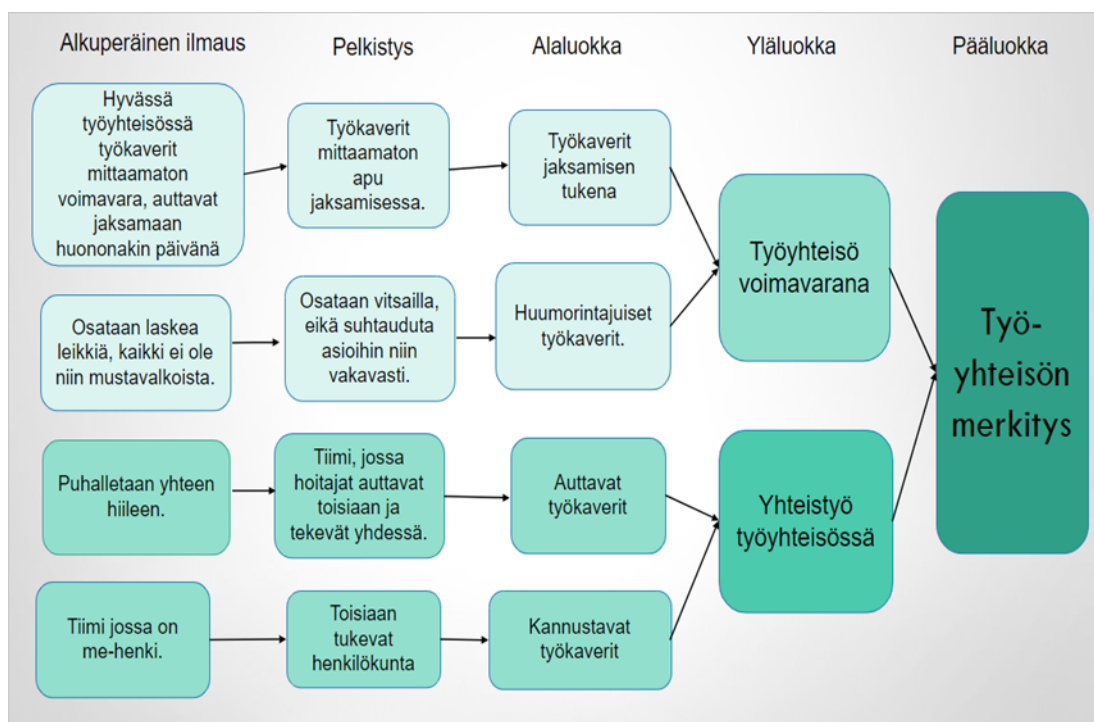 Alkuperäinen ilmaus
Pelkistys
Alaluokka
Yläluokka
Pääluokka
Hyvässä
työyhteisössä
työkaverit
mittaamaton
voimavara, auttavat
jaksamaan
huononakin päivänä
Työkaverit
mittaamaton
apu
jaksamisessa.
Työkaverit
jaksamisen
tukena
Osataan laskea
leikkiä, kaikki ei ole
niin mustavalkoista.
Osataan vitsailla,
eikä suhtauduta
asioihin niin
vakavasti.
Huumorintajuiset
työkaverit.
Työyhteisö
voimavarana
Puhalletaan yhteen
hiileen.
Tiimi, jossa
hoitajat auttavat
toisiaan ja
tekevät yhdessä.
Auttavat
työkaverit
Tiimi jossa on
me-henki.
Toisiaan
tukevat
henkilökunta
Kannustavat
työkaverit
Yhteistyö
työyhteisössä
Työ-
yhteisön
merkitys